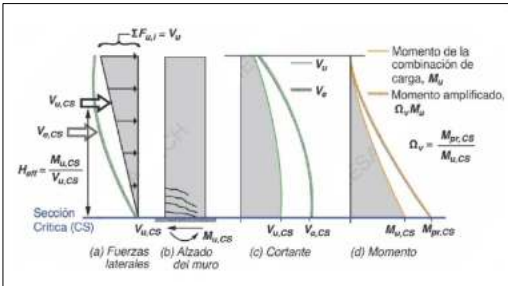 ΣF_u,i = V_u
V_u,CS
V_e,CS
H_eff = M_u,CS / V_u,CS
Sección
Crítica (CS)
V_u,CS
M_u,CS
(a) Fuerzas
laterales
(b) Alzado
del muro
V_u
V_e
V_u,CS
V_e,CS
(c) Cortante
Momento de la
combinación de
carga, M_u
Momento amplificado,
Ω_v M_u
Ω_v = M_pr,CS / M_u,CS
M_u,CS
M_pr,CS
(d) Momento